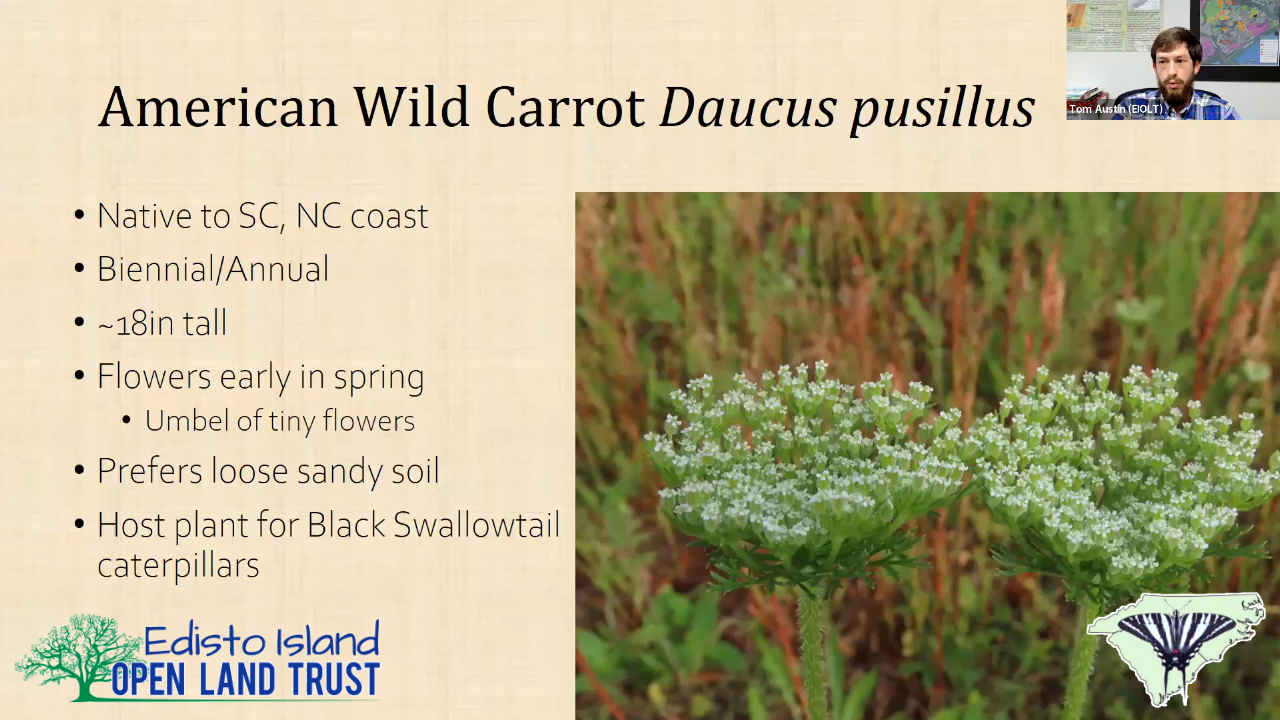 American Wild Carrot Daucus pusillus
Tom Austin (EIOLT)
• Native to SC, NC coast
• Biennial/Annual
• ~18in tall
• Flowers early in spring
• Umbel of tiny flowers
• Prefers loose sandy soil
• Host plant for Black Swallowtail
caterpillars
Edisto Island
OPEN LAND TRUST